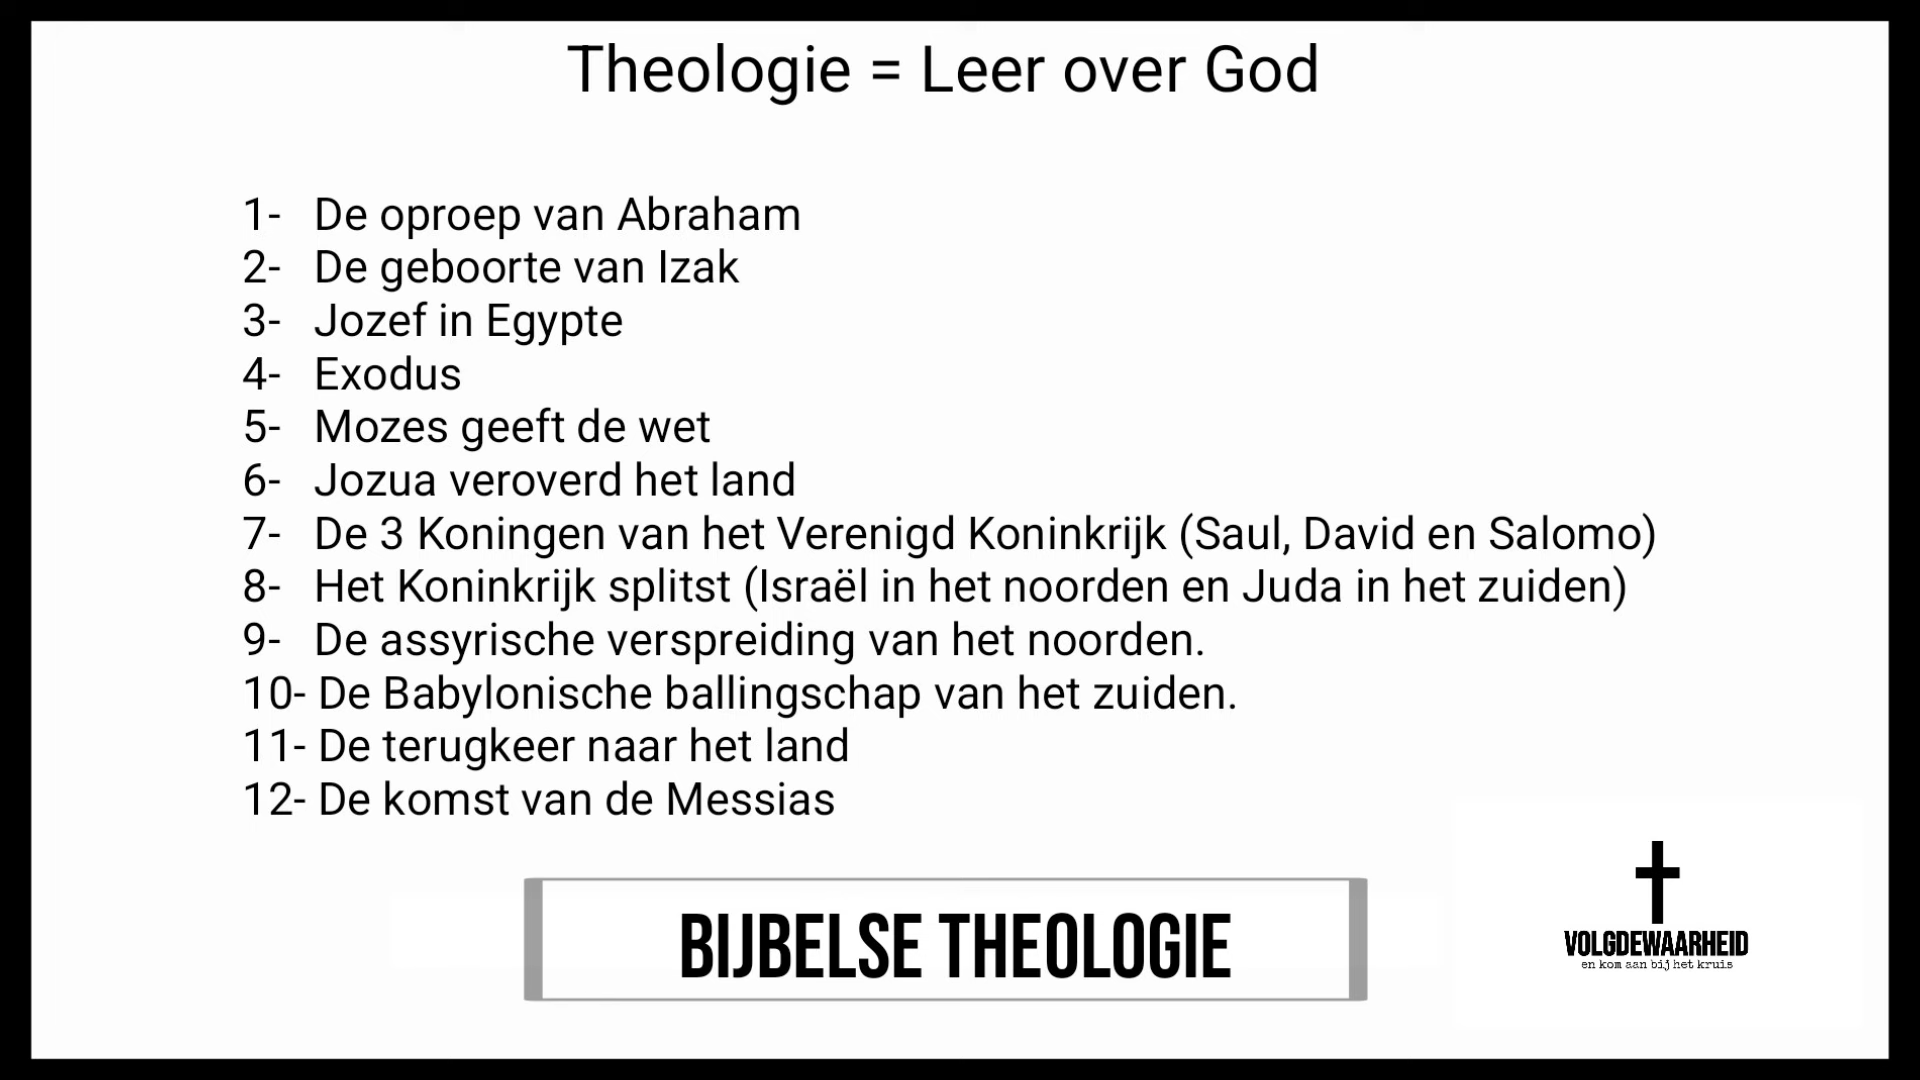 Theologie = Leer over God
1- De oproep van Abraham
2- De geboorte van Izak
3- Jozef in Egypte
4- Exodus
5- Mozes geeft de wet
6- Jozua veroverd het land
7- De 3 Koningen van het Verenigd Koninkrijk (Saul, David en Salomo)
8- Het Koninkrijk splitst (Israël in het noorden en Juda in het zuiden)
9- De assyrische verspreiding van het noorden.
10- De Babylonische ballingschap van het zuiden.
11- De terugkeer naar het land
12- De komst van de Messias
BIJBELSE THEOLOGIE
VOLGDEWAARHEID
en kom aan bij het kruis